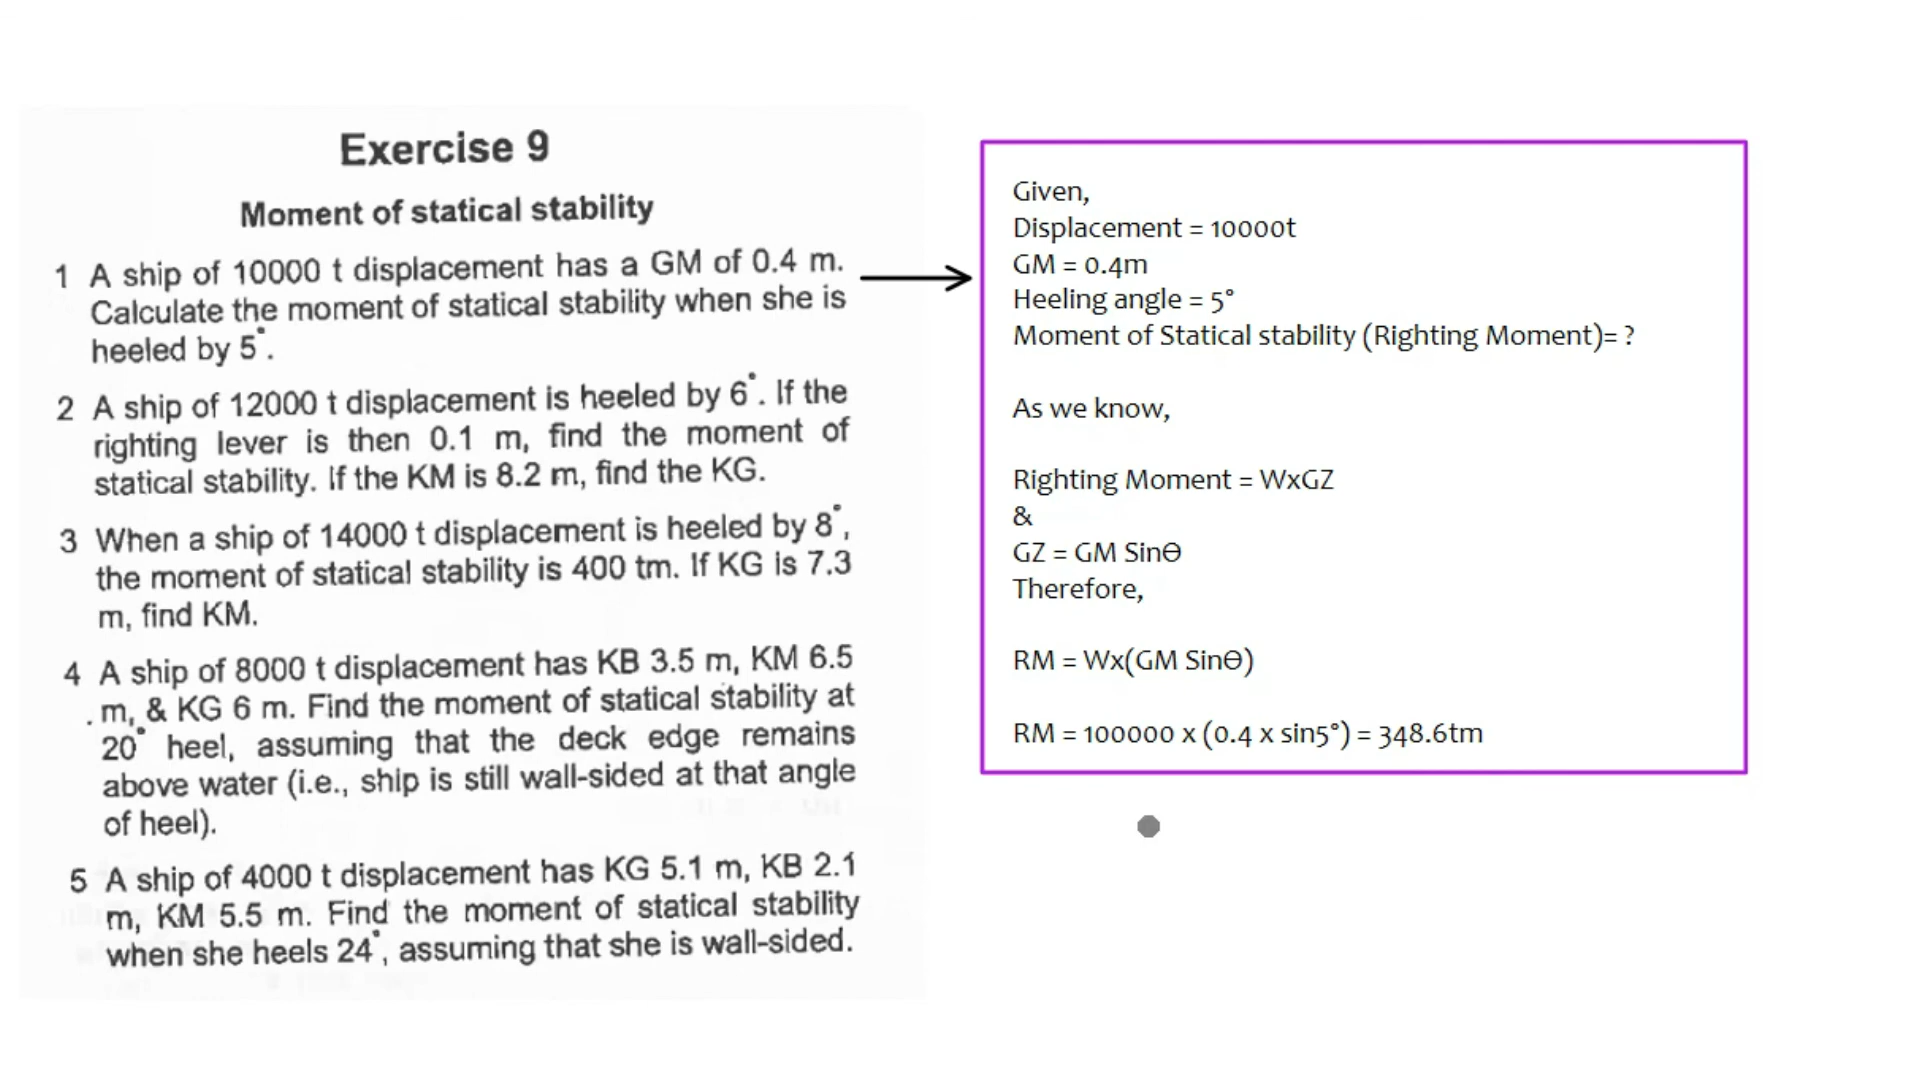 Exercise 9
Moment of statical stability
1 A ship of 10000 t displacement has a GM of 0.4 m.
Calculate the moment of statical stability when she is
heeled by 5°.
2 A ship of 12000 t displacement is heeled by 6°. If the
righting lever is then 0.1 m, find the moment of
statical stability. If the KM is 8.2 m, find the KG.
3 When a ship of 14000 t displacement is heeled by 8°,
the moment of statical stability is 400 tm. If KG is 7.3
m, find KM.
4 A ship of 8000 t displacement has KB 3.5 m, KM 6.5
m, & KG 6 m. Find the moment of statical stability at
20° heel, assuming that the deck edge remains
above water (i.e., ship is still wall-sided at that angle
of heel).
5 A ship of 4000 t displacement has KG 5.1 m, KB 2.1
m, KM 5.5 m. Find the moment of statical stability
when she heels 24°, assuming that she is wall-sided.
Given,
Displacement = 10000t
GM = 0.4m
Heeling angle = 5°
Moment of Statical stability (Righting Moment)= ?
As we know,
Righting Moment = WxGZ
&
GZ = GM SinΘ
Therefore,
RM = Wx(GM SinΘ)
RM = 100000 x (0.4 x sin5°) = 348.6tm